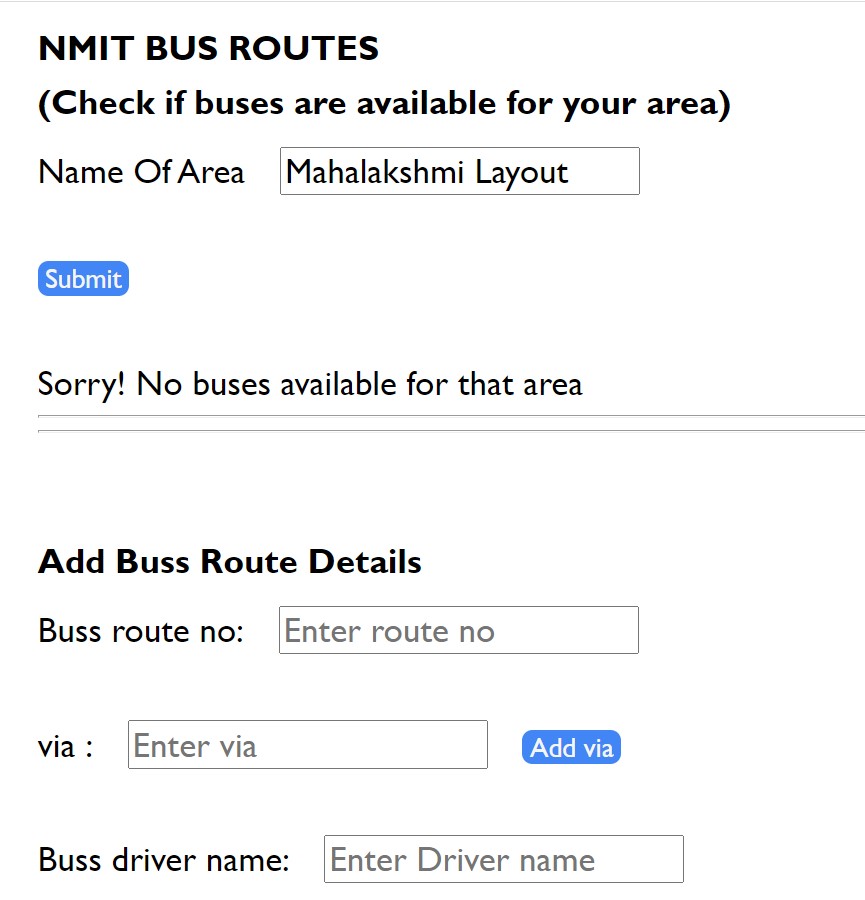 NMIT BUS ROUTES
(Check if buses are available for your area)
Name Of Area Mahalakshmi Layout
Submit
Sorry! No buses available for that area
Add Buss Route Details
Buss route no: Enter route no
via : Enter via Add via
Buss driver name: Enter Driver name